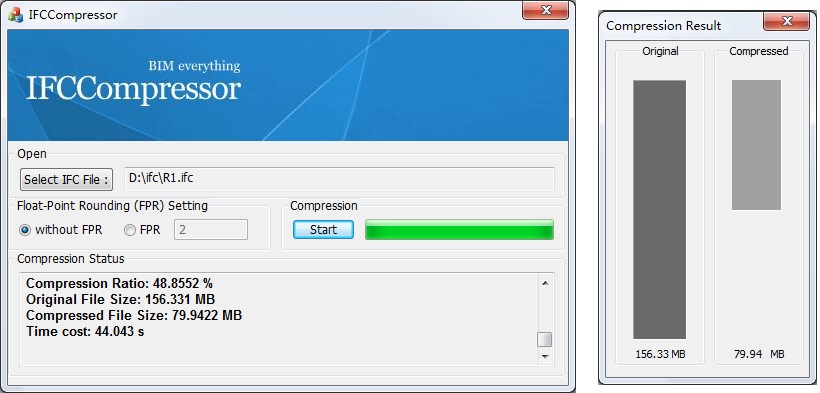 IFCCompressor
BIM everything
IFCCompressor
Open
Select IFC File :
D:\ifc\R1.ifc
Float-Point Rounding (FPR) Setting
without FPR
FPR
2
Compression
Start
Compression Status
Compression Ratio: 48.8552 %
Original File Size: 156.331 MB
Compressed File Size: 79.9422 MB
Time cost: 44.043 s
Compression Result
Original
Compressed
156.33 MB
79.94 MB